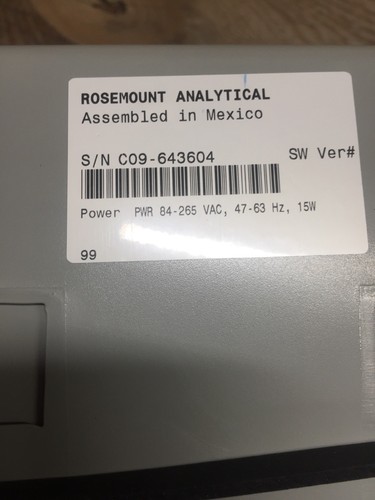 ROSEMOUNT ANALYTICAL
Assembled in Mexico
S/N C09-643604 SW Ver#
Power PWR 84-265 VAC, 47-63 Hz, 15W
99